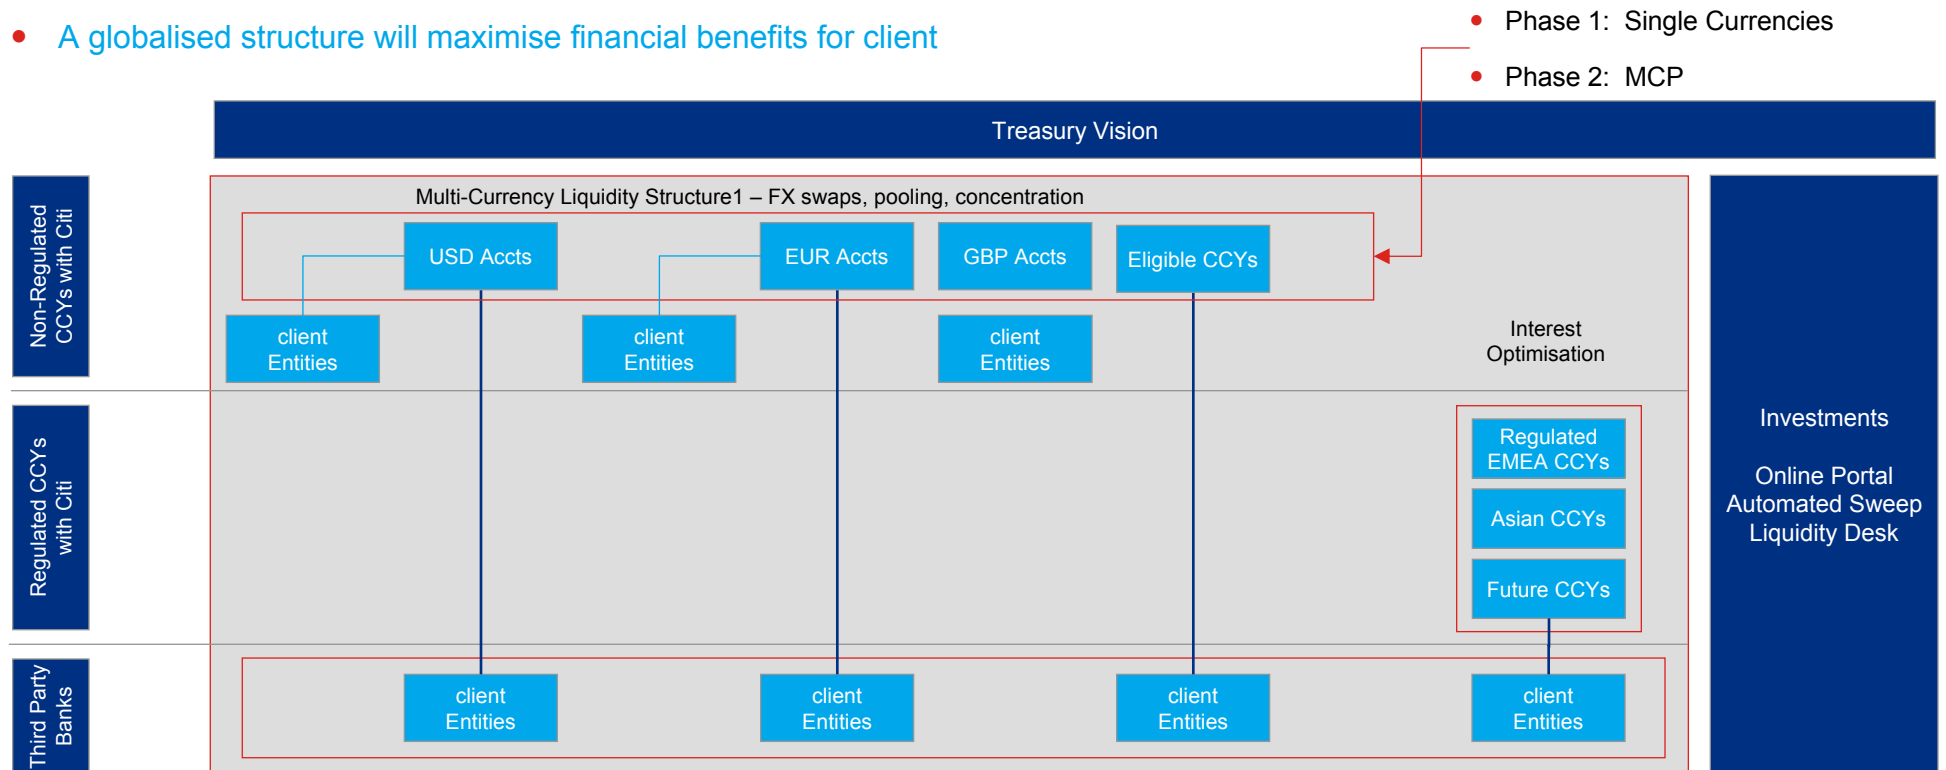 A globalised structure will maximise financial benefits for client
Phase 1: Single Currencies
Phase 2: MCP
Treasury Vision
Non-Regulated
CCYs with Citi
Multi-Currency Liquidity Structure1 – FX swaps, pooling, concentration
USD Accts
EUR Accts
GBP Accts
Eligible CCYs
client
Entities
client
Entities
client
Entities
Interest
Optimisation
Regulated CCYs
with Citi
Regulated
EMEA CCYs
Asian CCYs
Future CCYs
Investments
Online Portal
Automated Sweep
Liquidity Desk
Third Party
Banks
client
Entities
client
Entities
client
Entities
client
Entities